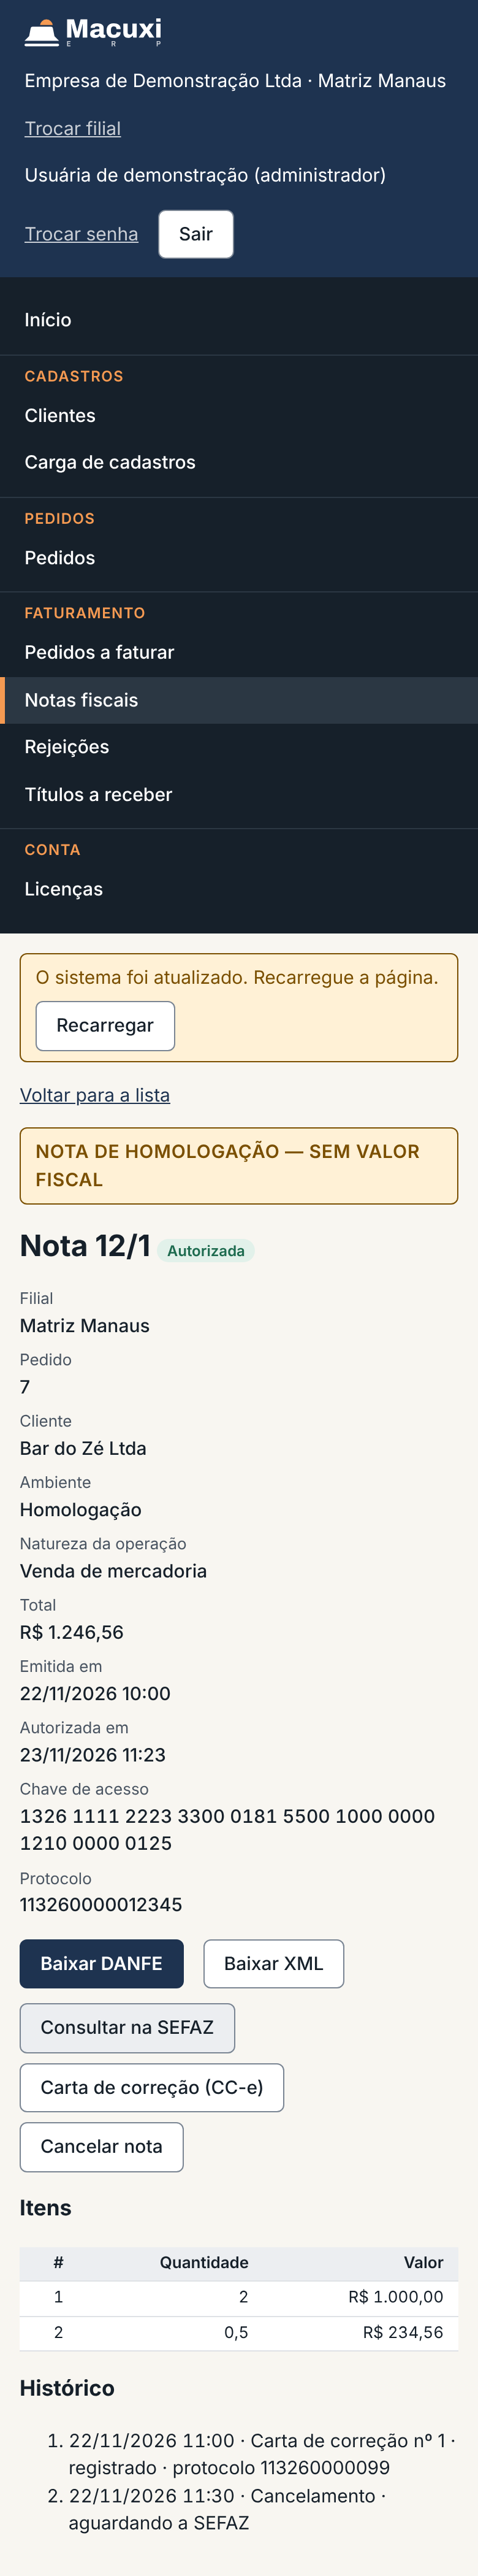 Macuxi
E R P
Empresa de Demonstração Ltda · Matriz Manaus
Trocar filial
Usuária de demonstração (administrador)
Trocar senha
Sair
Início
CADASTROS
Clientes
Carga de cadastros
PEDIDOS
Pedidos
FATURAMENTO
Pedidos a faturar
Notas fiscais
Rejeições
Títulos a receber
CONTA
Licenças
O sistema foi atualizado. Recarregue a página.
Recarregar
Voltar para a lista
NOTA DE HOMOLOGAÇÃO — SEM VALOR
FISCAL
Nota 12/1 Autorizada
Filial
Matriz Manaus
Pedido
7
Cliente
Bar do Zé Ltda
Ambiente
Homologação
Natureza da operação
Venda de mercadoria
Total
R$ 1.246,56
Emitida em
22/11/2026 10:00
Autorizada em
23/11/2026 11:23
Chave de acesso
1326 1111 2223 3300 0181 5500 1000 0000
1210 0000 0125
Protocolo
113260000012345
Baixar DANFE
Baixar XML
Consultar na SEFAZ
Carta de correção (CC-e)
Cancelar nota
Itens
# Quantidade Valor
1 2 R$ 1.000,00
2 0,5 R$ 234,56
Histórico
1. 22/11/2026 11:00 · Carta de correção nº 1 ·
registrado · protocolo 113260000099
2. 22/11/2026 11:30 · Cancelamento ·
aguardando a SEFAZ